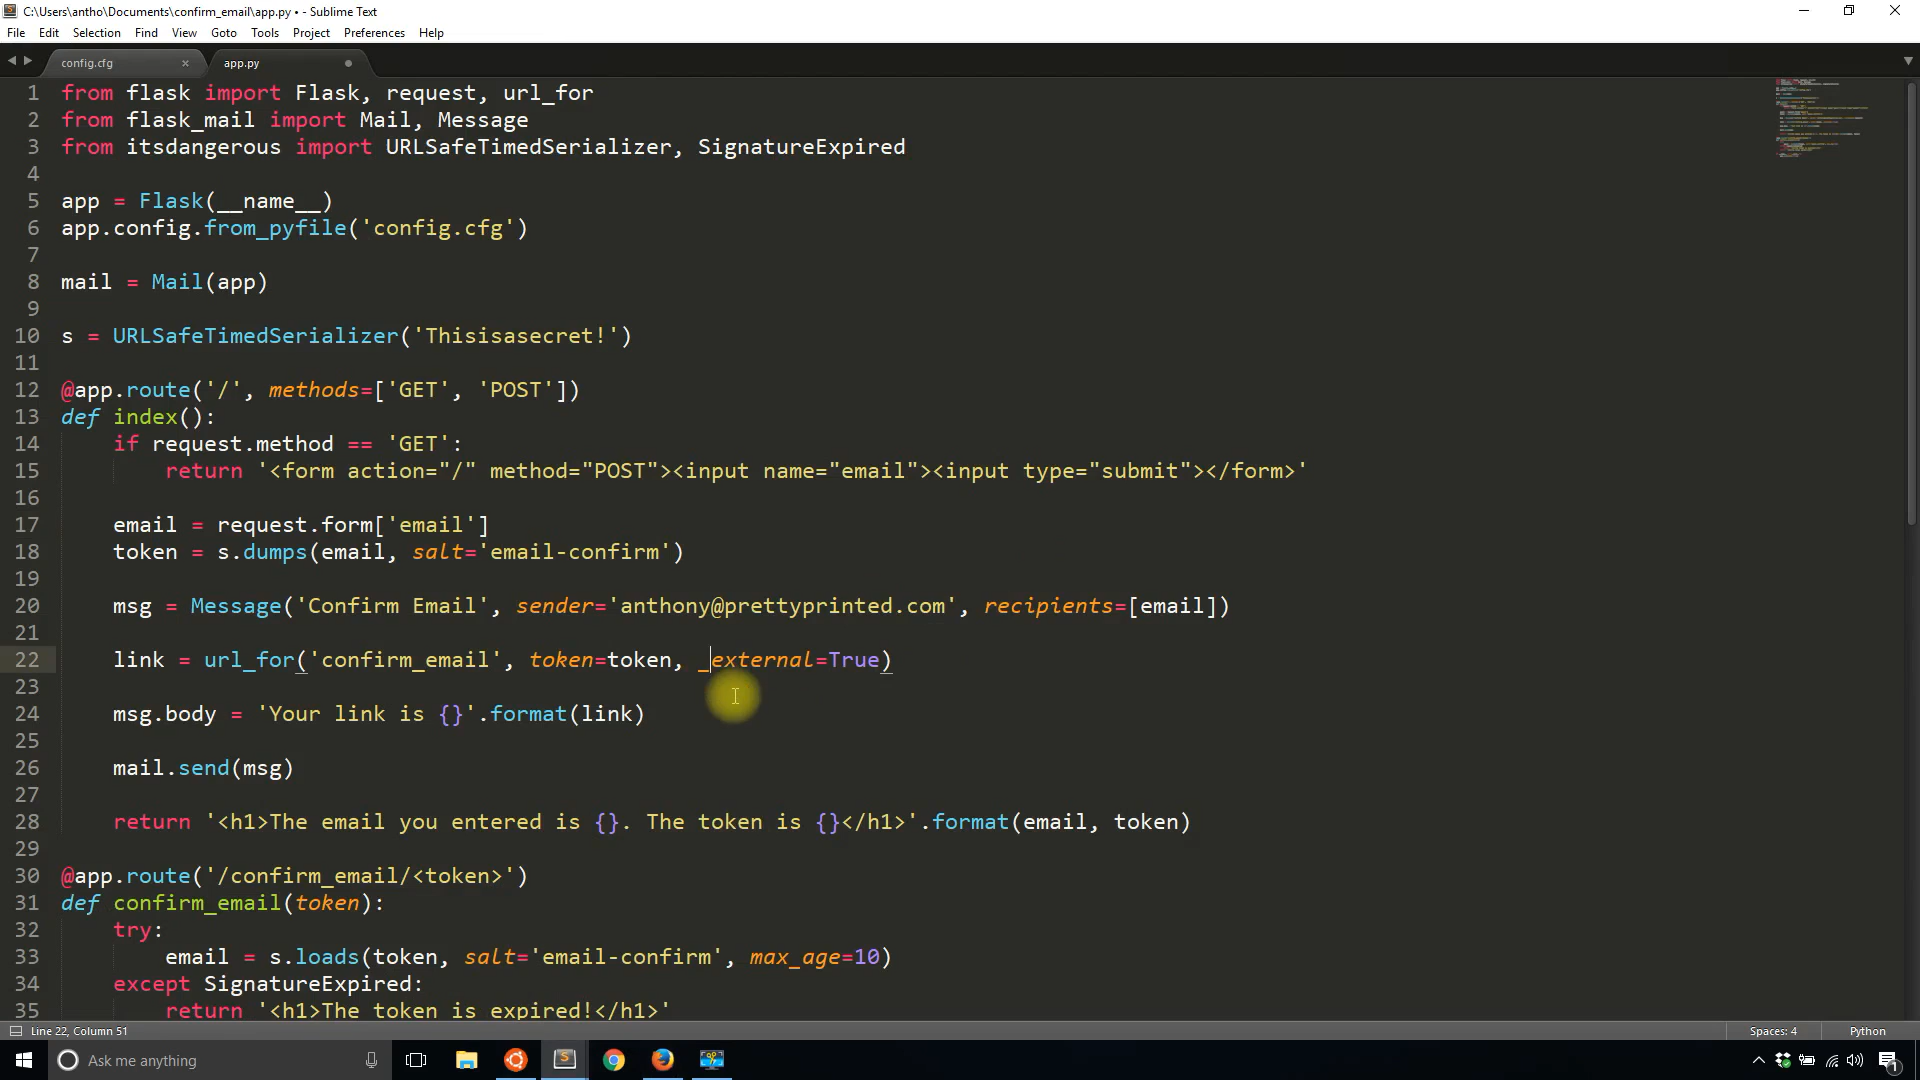 C:\Users\antho\Documents\confirm_email\app.py • - Sublime Text
File Edit Selection Find View Goto Tools Project Preferences Help
config.cfg × app.py
1 from flask import Flask, request, url_for
2 from flask_mail import Mail, Message
3 from itsdangerous import URLSafeTimedSerializer, SignatureExpired
4
5 app = Flask(__name__)
6 app.config.from_pyfile('config.cfg')
7
8 mail = Mail(app)
9
10 s = URLSafeTimedSerializer('Thisisasecret!')
11
12 @app.route('/', methods=['GET', 'POST'])
13 def index():
14     if request.method == 'GET':
15         return '<form action="/" method="POST"><input name="email"><input type="submit"></form>'
16
17     email = request.form['email']
18     token = s.dumps(email, salt='email-confirm')
19
20     msg = Message('Confirm Email', sender='anthony@prettyprinted.com', recipients=[email])
21
22     link = url_for('confirm_email', token=token, _external=True)
23
24     msg.body = 'Your link is {}'.format(link)
25
26     mail.send(msg)
27
28     return '<h1>The email you entered is {}. The token is {}</h1>'.format(email, token)
29
30 @app.route('/confirm_email/<token>')
31 def confirm_email(token):
32     try:
33         email = s.loads(token, salt='email-confirm', max_age=10)
34     except SignatureExpired:
35         return '<h1>The token is expired!</h1>'
Line 22, Column 51 Spaces: 4 Python
Ask me anything
1